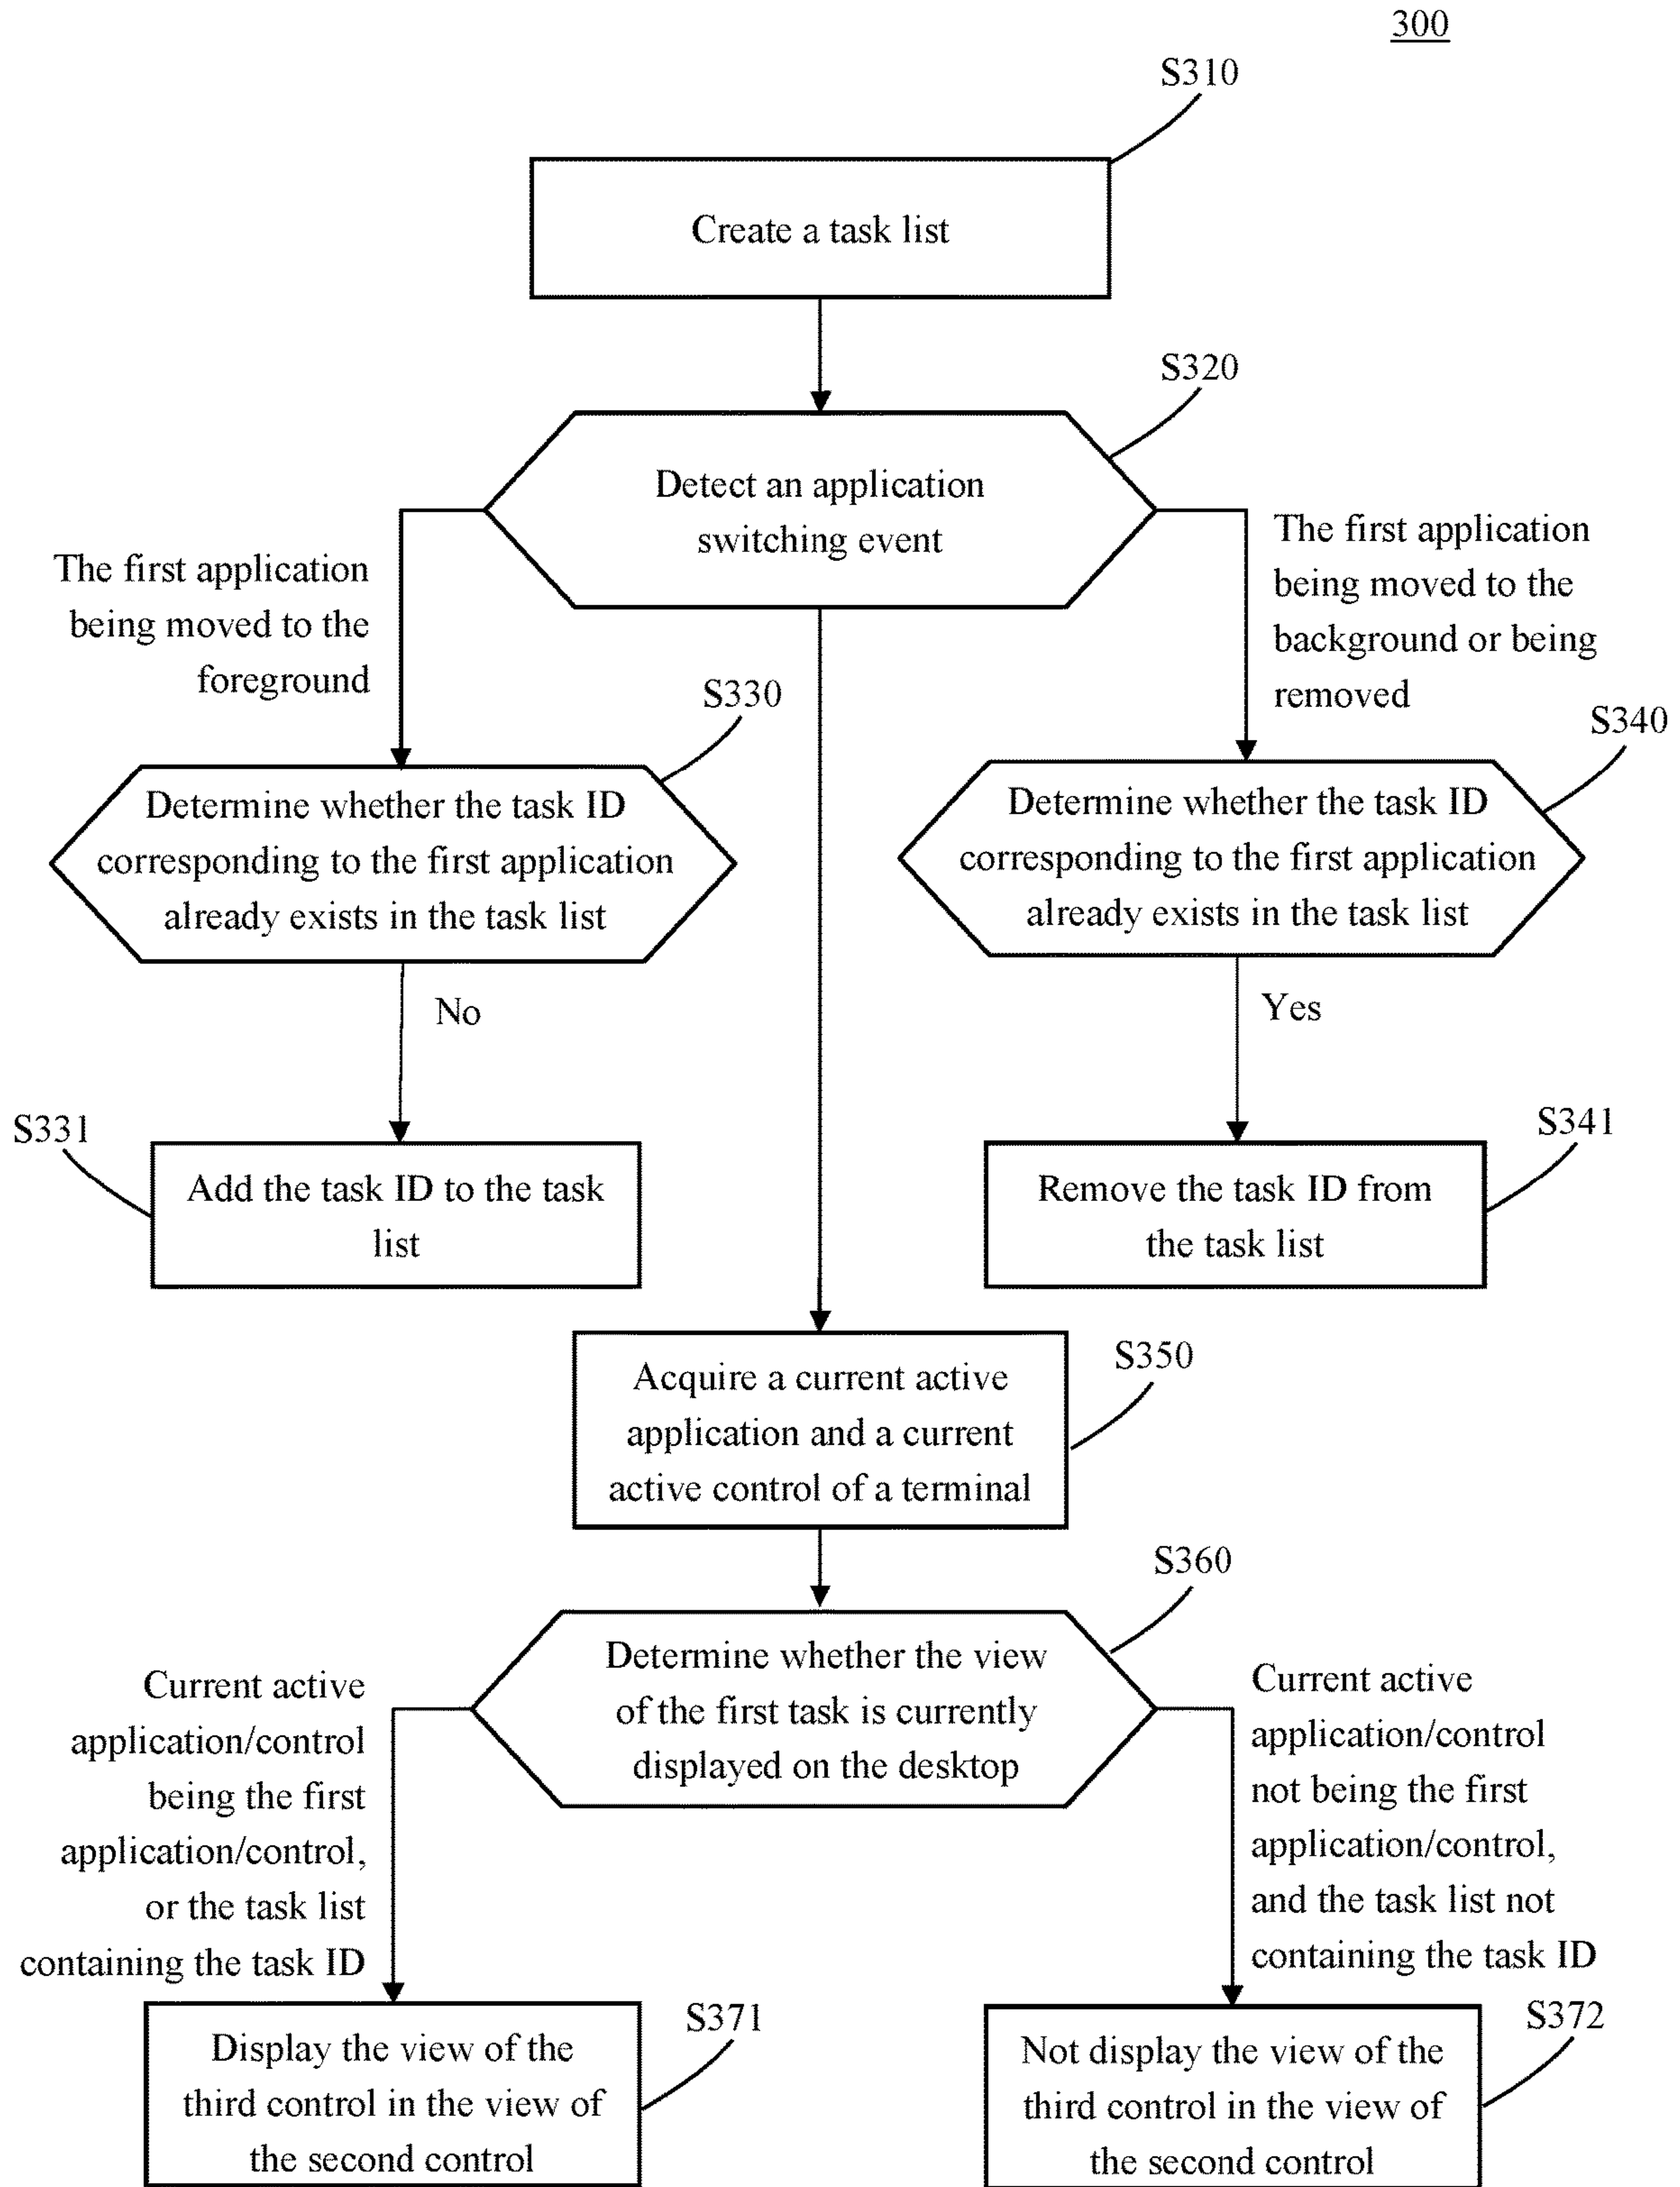 300
S310
Create a task list
S320
Detect an application
switching event
The first application
being moved to the
foreground
The first application
being moved to the
background or being
removed
S330
S340
Determine whether the task ID
corresponding to the first application
already exists in the task list
Determine whether the task ID
corresponding to the first application
already exists in the task list
No
Yes
S331
S341
Add the task ID to the task
list
Remove the task ID from
the task list
S350
Acquire a current active
application and a current
active control of a terminal
S360
Determine whether the view
of the first task is currently
displayed on the desktop
Current active
application/control
being the first
application/control,
or the task list
containing the task ID
Current active
application/control
not being the first
application/control,
and the task list not
containing the task ID
S371
S372
Display the view of the
third control in the view of
the second control
Not display the view of the
third control in the view of
the second control